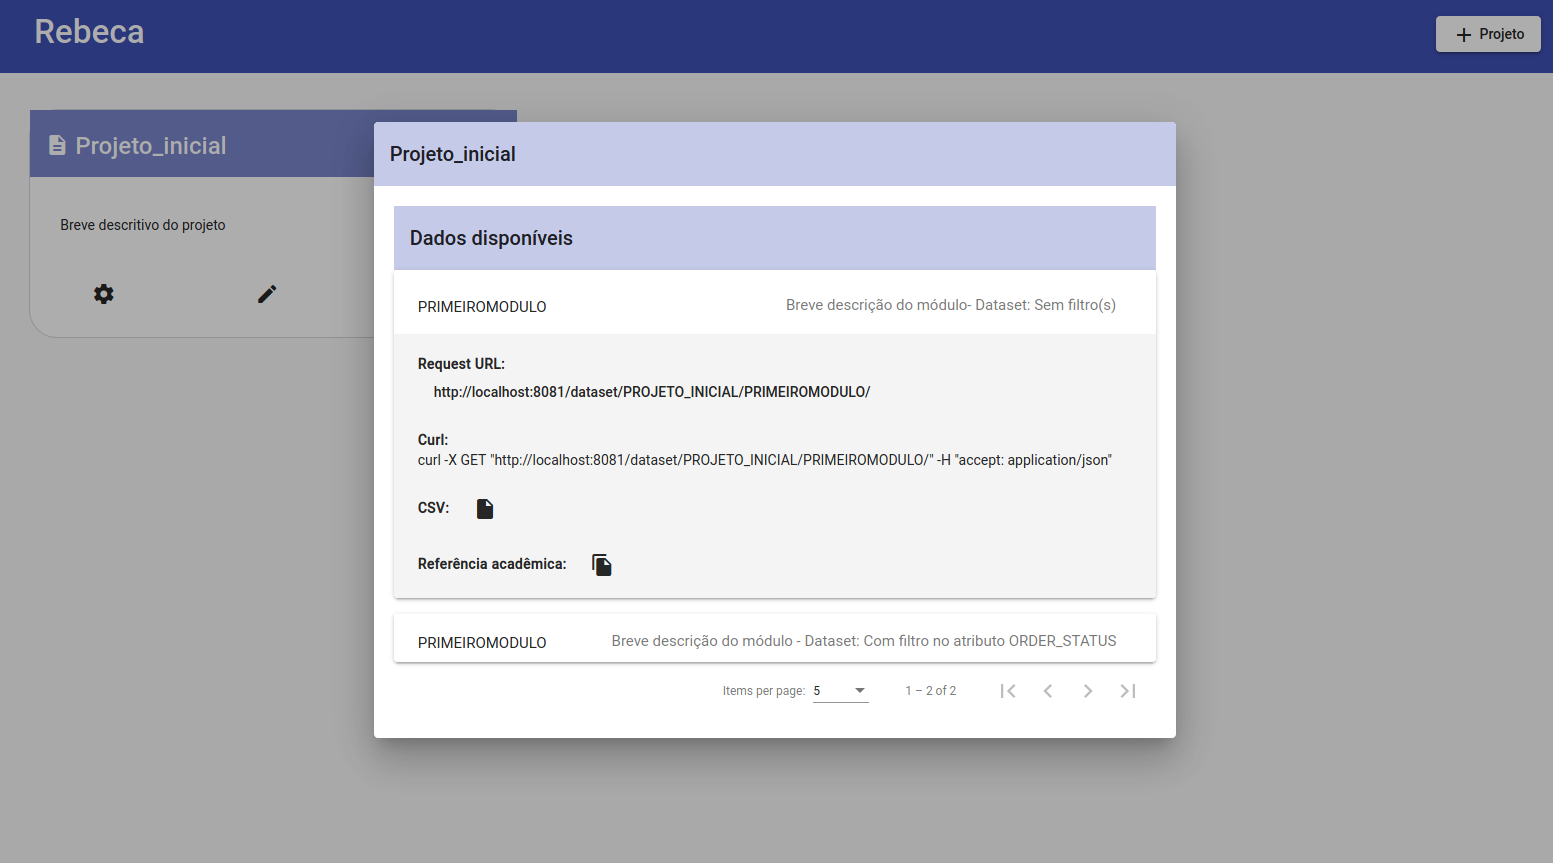 Rebeca
Projeto
Projeto_inicial
Breve descritivo do projeto
Projeto_inicial
Dados disponíveis
PRIMEIROMODULO Breve descrição do módulo- Dataset: Sem filtro(s)
Request URL:
http://localhost:8081/dataset/PROJETO_INICIAL/PRIMEIROMODULO/
Curl:
curl -X GET "http://localhost:8081/dataset/PROJETO_INICIAL/PRIMEIROMODULO/" -H "accept: application/json"
CSV:
Referência acadêmica:
PRIMEIROMODULO Breve descrição do módulo - Dataset: Com filtro no atributo ORDER_STATUS
Items per page: 5 1 – 2 of 2